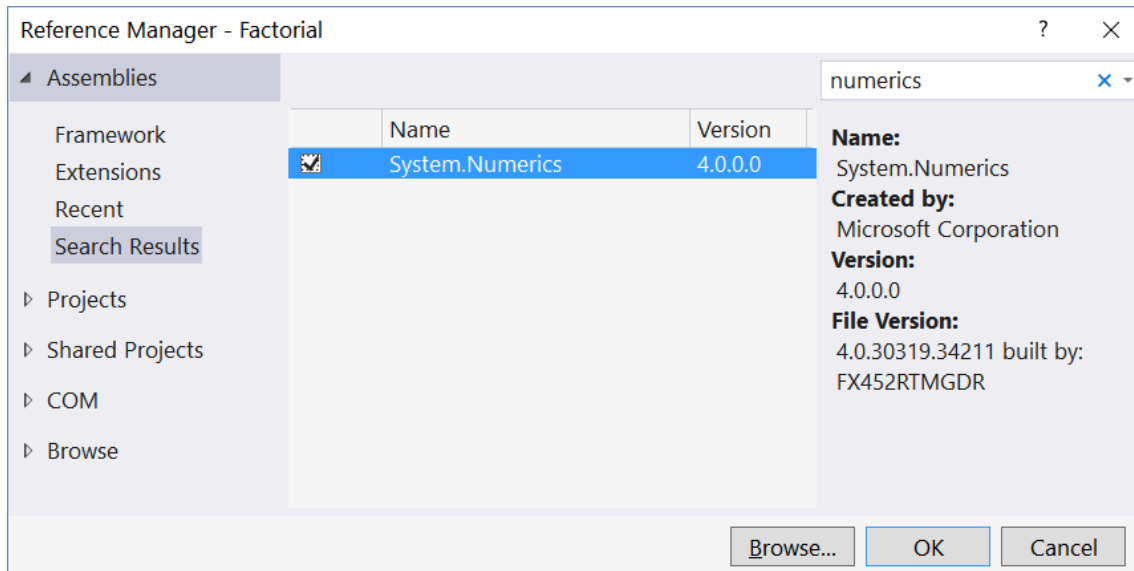 Reference Manager - Factorial
?
Assemblies
Framework
Extensions
Recent
Search Results
Projects
Shared Projects
COM
Browse
Name Version
System.Numerics 4.0.0.0
numerics
Name:
System.Numerics
Created by:
Microsoft Corporation
Version:
4.0.0.0
File Version:
4.0.30319.34211 built by:
FX452RTMGDR
Browse... OK Cancel